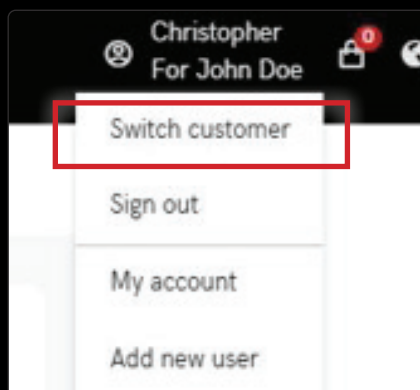 Christopher
For John Doe
0
Switch customer
Sign out
My account
Add new user